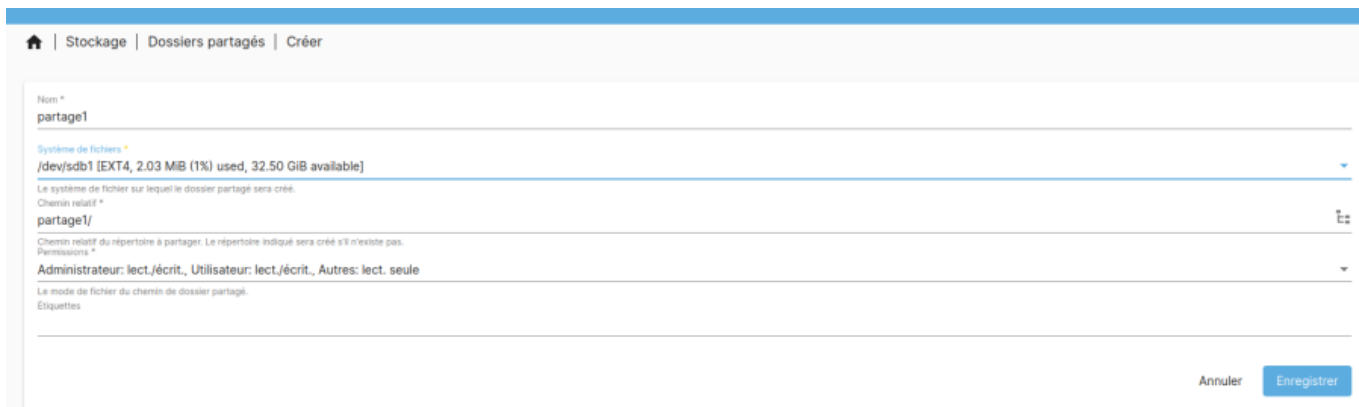 Stockage | Dossiers partagés | Créer
Nom *
partage1
Système de fichiers *
/dev/sdb1 [EXT4, 2.03 MiB (1%) used, 32.50 GiB available]
Le système de fichier sur lequel le dossier partagé sera créé.
Chemin relatif *
partage1/
Chemin relatif du répertoire à partager. Le répertoire indiqué sera créé s'il n'existe pas.
Permissions *
Administrateur: lect./écrit., Utilisateur: lect./écrit., Autres: lect. seule
Le mode de fichier du chemin de dossier partagé.
Étiquettes
Annuler Enregistrer